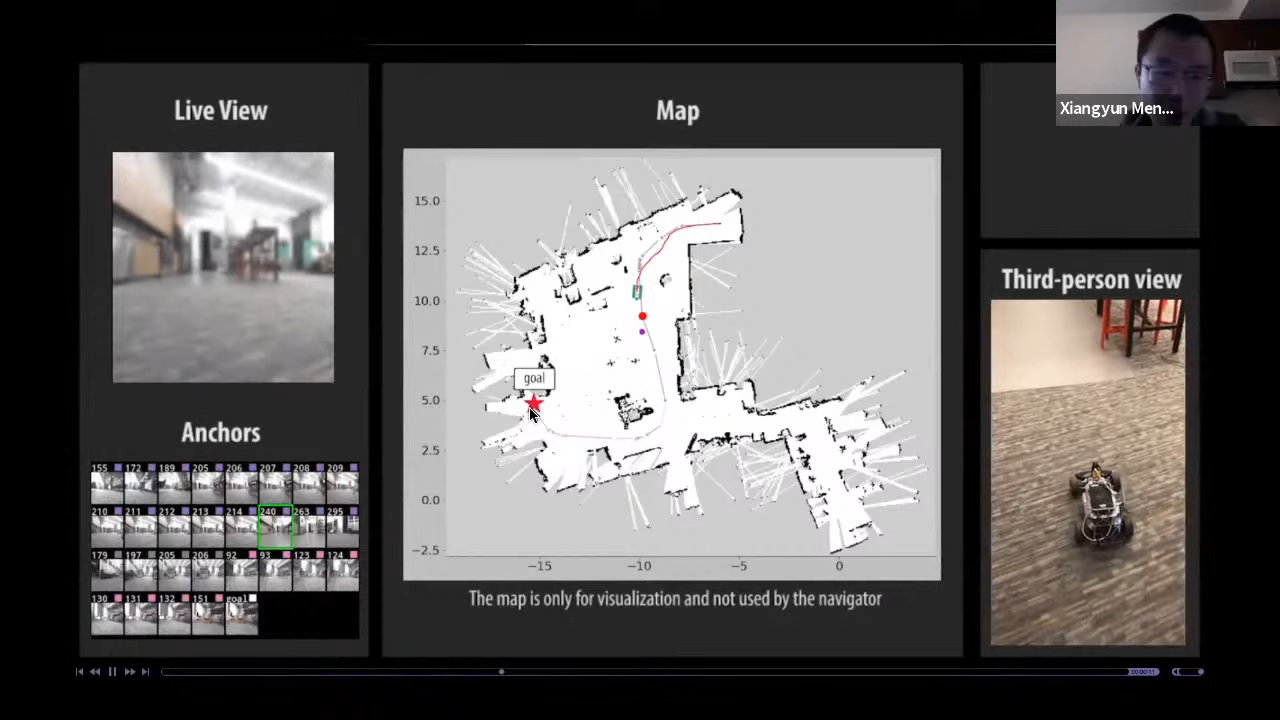 Xiangyun Men...
Live View
Map
Third-person view
Anchors
15.0
12.5
10.0
7.5
5.0
2.5
0.0
−2.5
−15
−10
−5
0
goal
The map is only for visualization and not used by the navigator
155 172 189 205 206 207 208 209
210 211 212 213 214 240 263 295
179 197 205 206 92 93 123 124
130 131 132 151 goal